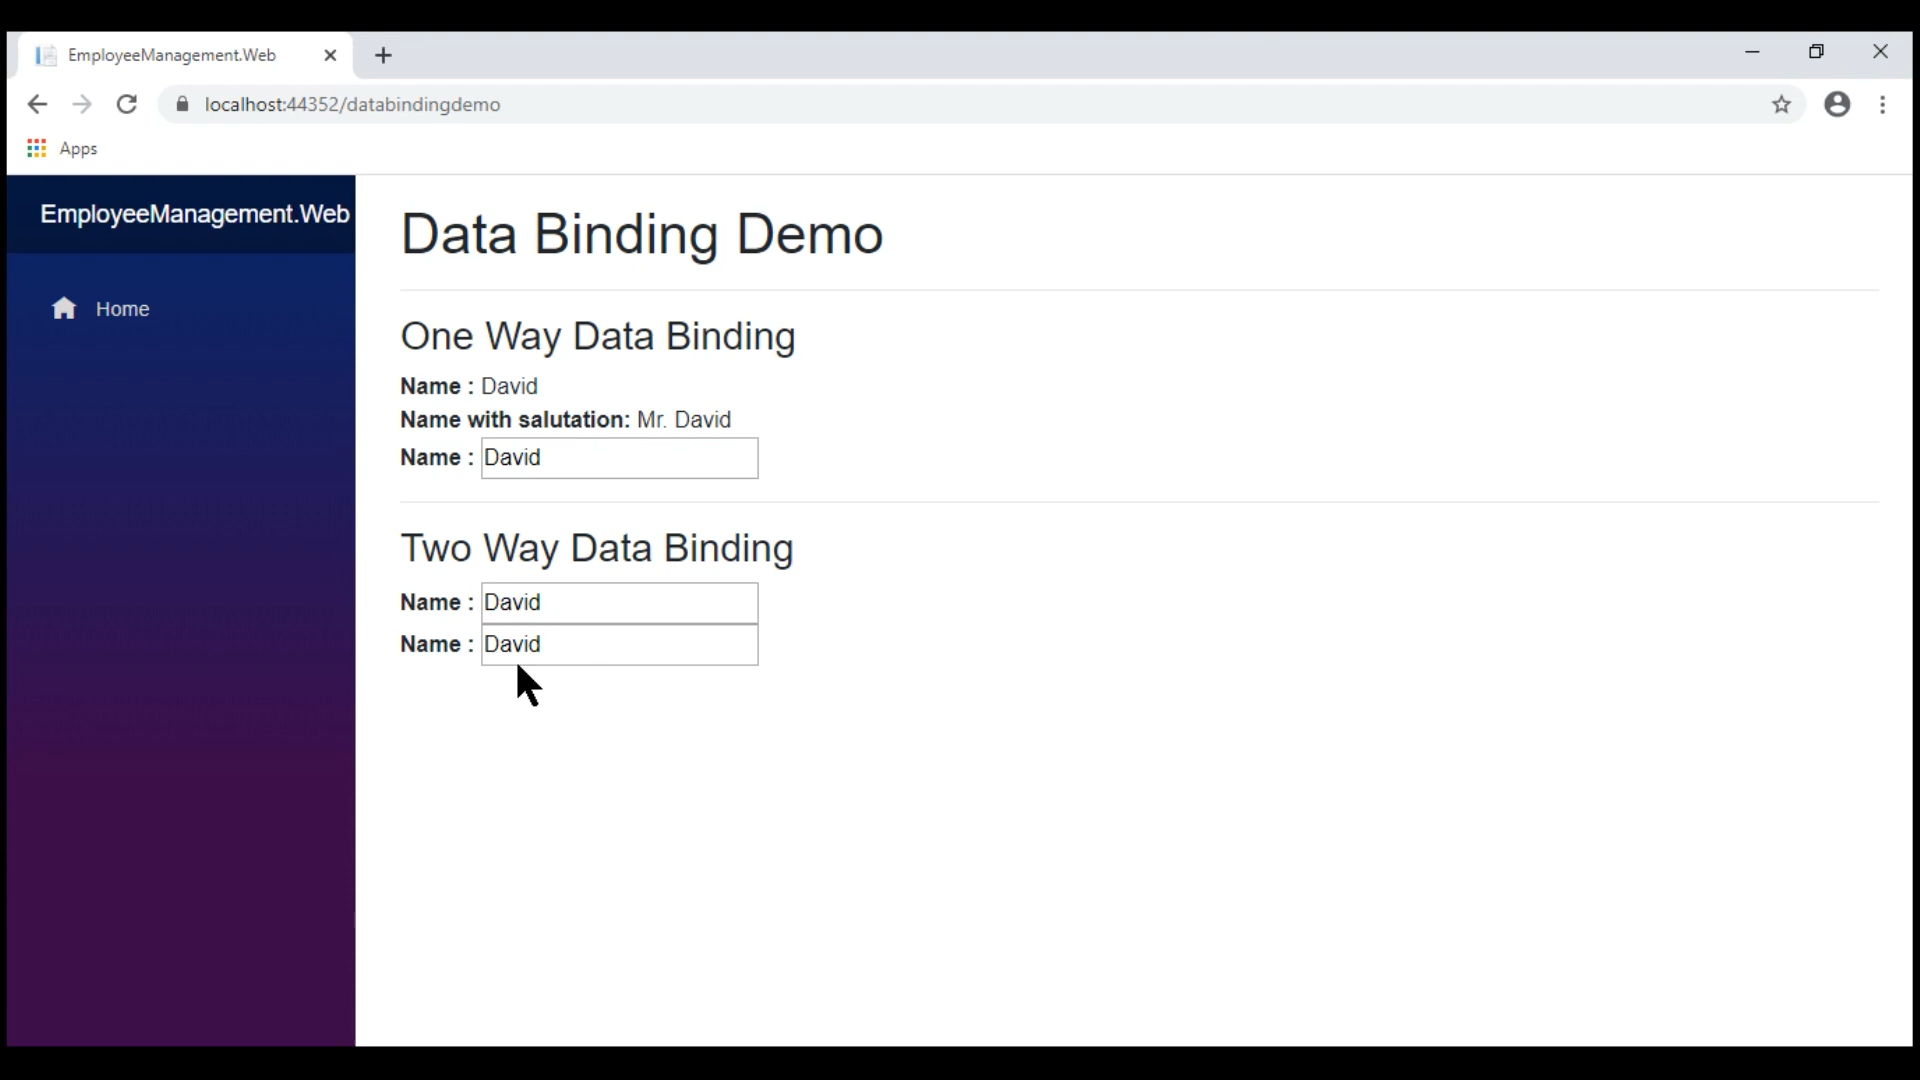 EmployeeManagement.Web
localhost:44352/databindingdemo
Apps
EmployeeManagement.Web
Home
Data Binding Demo
One Way Data Binding
Name : David
Name with salutation: Mr. David
Name : David
Two Way Data Binding
Name : David
Name : David